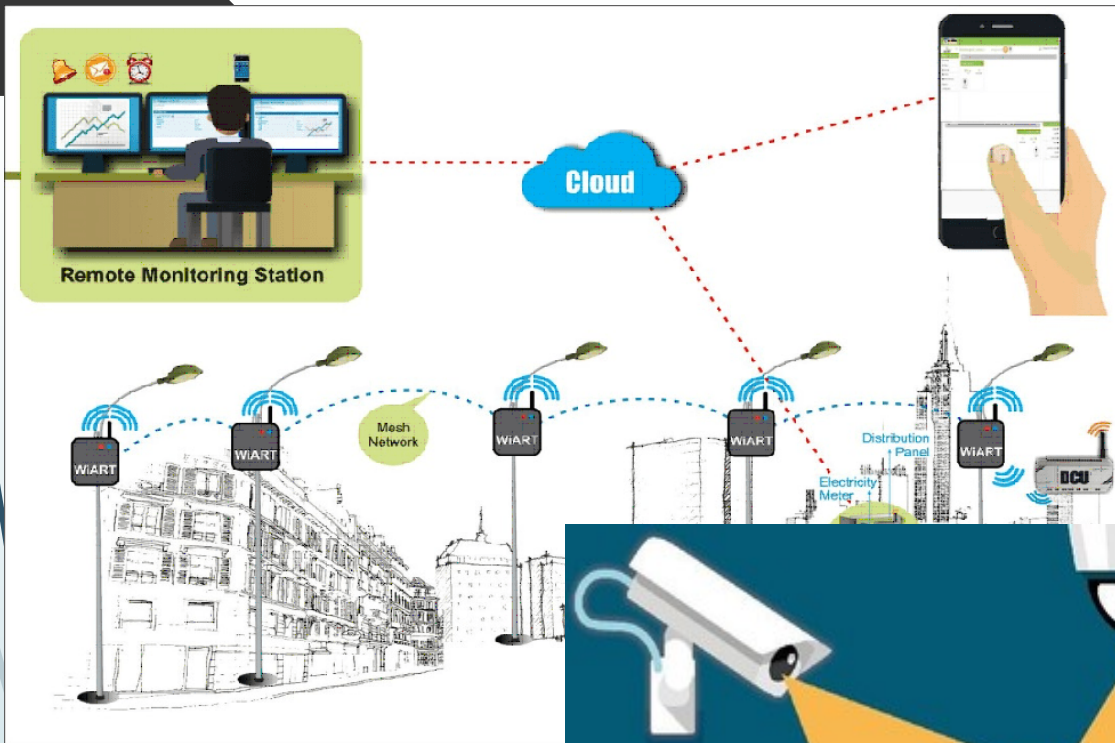 Cloud
Remote Monitoring Station
Mesh
Network
WiART
WiART
WiART
WiART
WiART
Distribution
Panel
Electricity
Meter
DCU